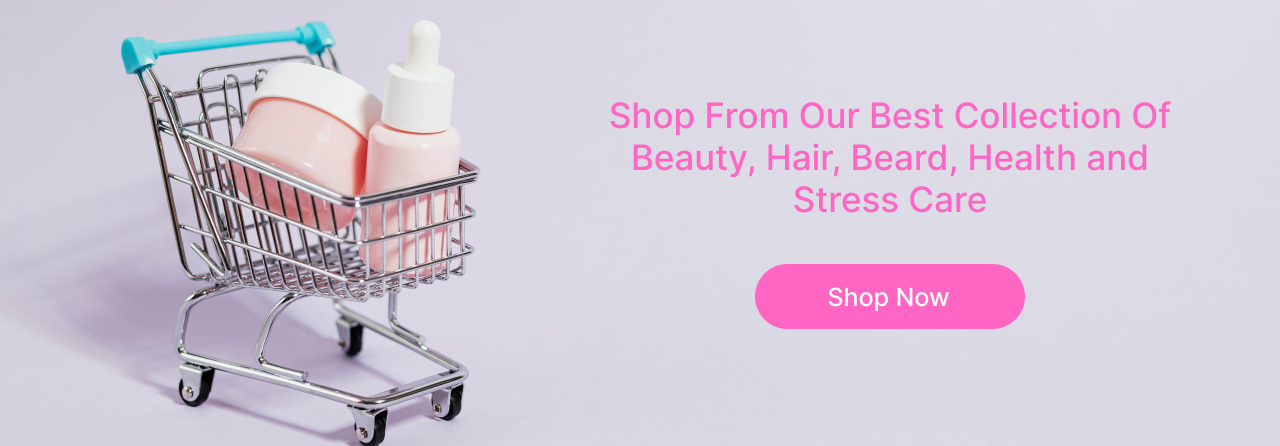 Shop From Our Best Collection Of
Beauty, Hair, Beard, Health and
Stress Care
Shop Now